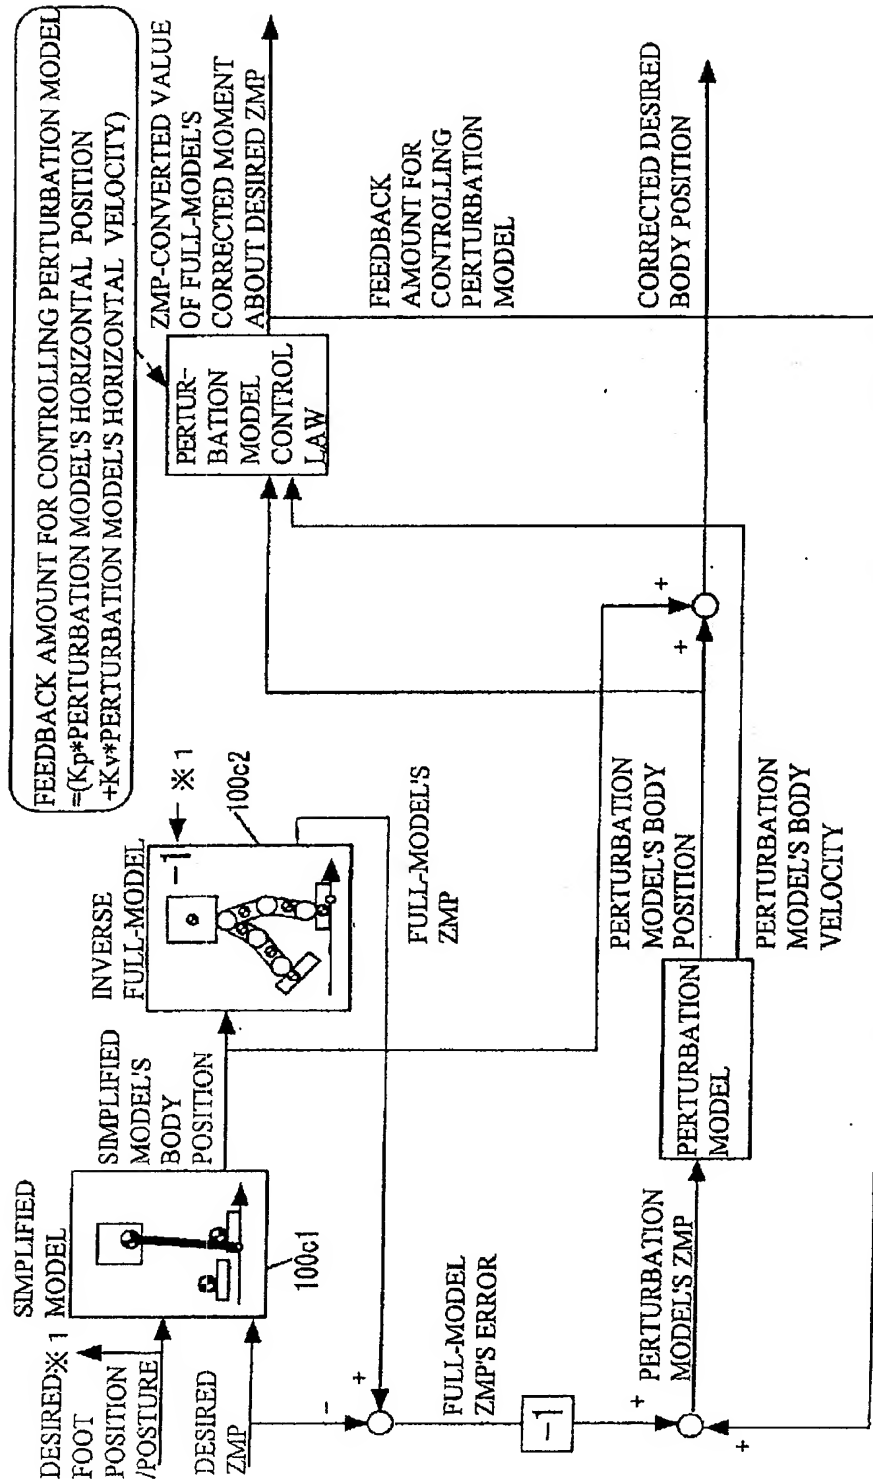 FEEDBACK AMOUNT FOR CONTROLLING PERTURBATION MODEL
=(Kp*PERTURBATION MODEL'S HORIZONTAL POSITION
+Kv*PERTURBATION MODEL'S HORIZONTAL VELOCITY)
DESIRED※1
FOOT
POSITION
/POSTURE
DESIRED
ZMP
SIMPLIFIED
MODEL
100c1
SIMPLIFIED
MODEL'S
BODY
POSITION
INVERSE
FULL-MODEL
-1
※1
100c2
FULL-MODEL'S
ZMP
PERTUR-
BATION
MODEL
CONTROL
LAW
ZMP-CONVERTED VALUE
OF FULL-MODEL'S
CORRECTED MOMENT
ABOUT DESIRED ZMP
FEEDBACK
AMOUNT FOR
CONTROLLING
PERTURBATION
MODEL
-
+
FULL-MODEL
ZMP'S ERROR
-1
+
+
PERTURBATION
MODEL'S ZMP
PERTURBATION
MODEL
PERTURBATION
MODEL'S BODY
POSITION
PERTURBATION
MODEL'S BODY
VELOCITY
+
+
CORRECTED DESIRED
BODY POSITION